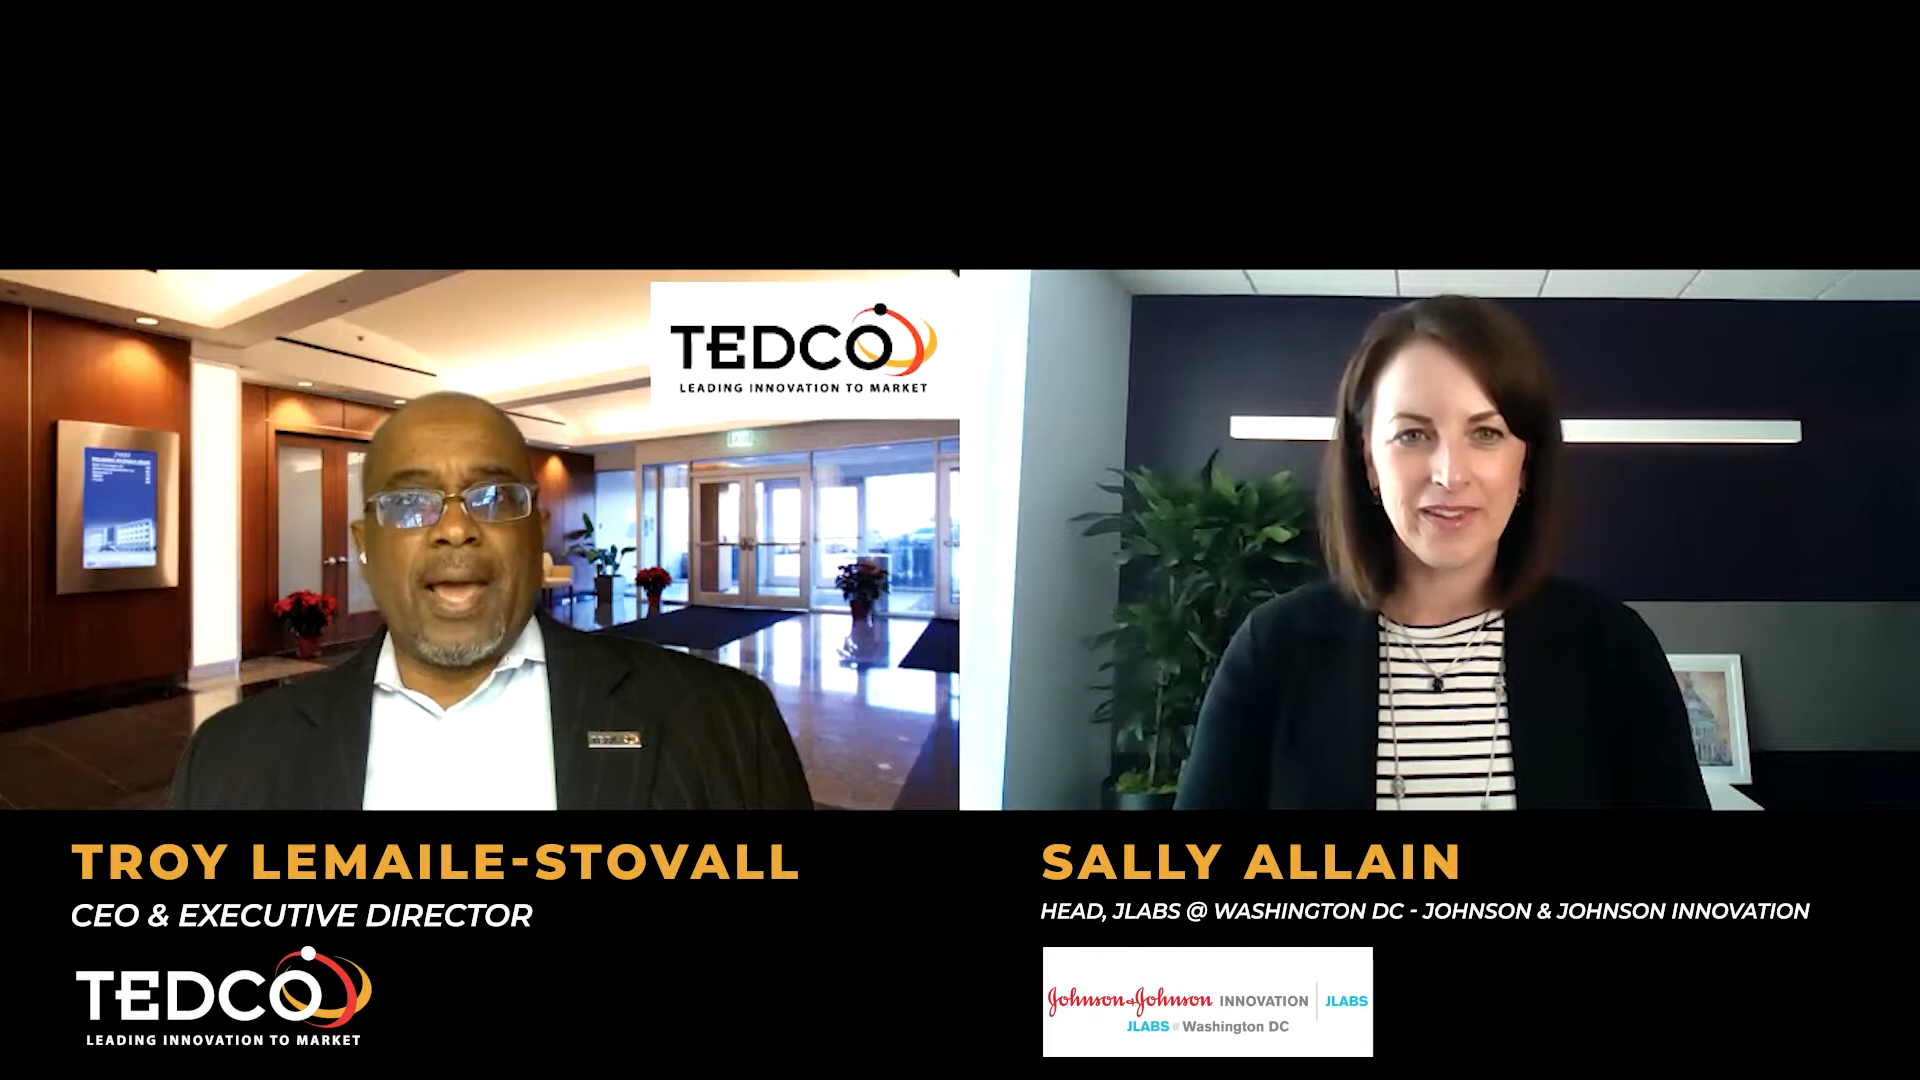 TEDCO
LEADING INNOVATION TO MARKET
TROY LEMAILE-STOVALL
CEO & EXECUTIVE DIRECTOR
TEDCO
LEADING INNOVATION TO MARKET
SALLY ALLAIN
HEAD, JLABS @ WASHINGTON DC - JOHNSON & JOHNSON INNOVATION
Johnson & Johnson INNOVATION | JLABS
JLABS @ Washington DC